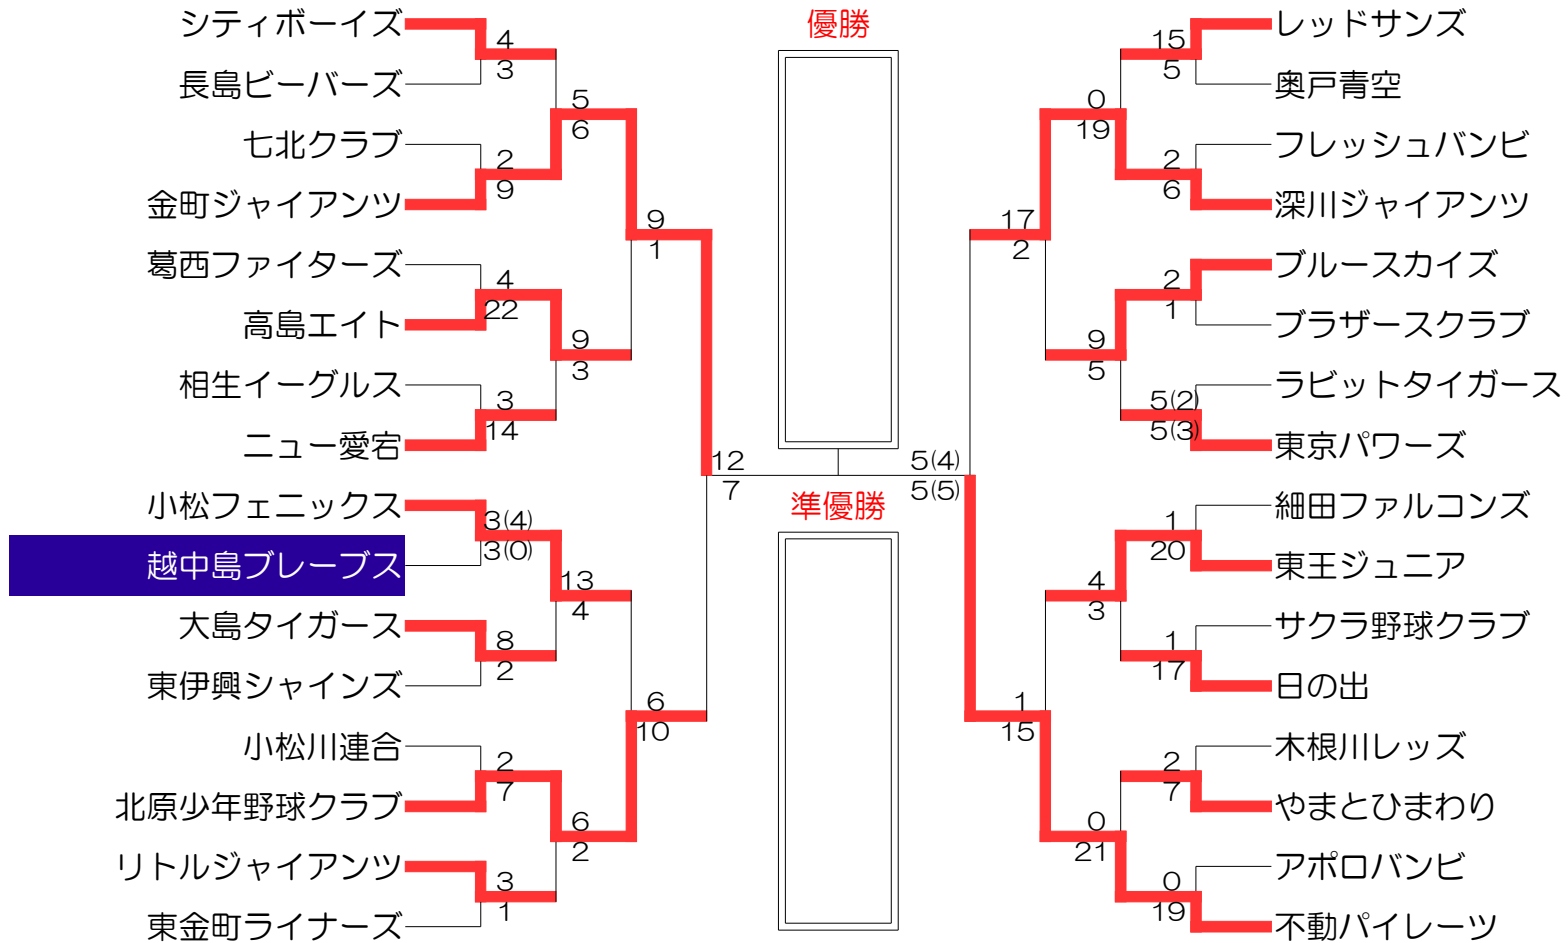 シティボーイズ
4
3
長島ビーバーズ
5
6
七北クラブ
2
9
金町ジャイアンツ
9
1
葛西ファイターズ
4
22
高島エイト
9
3
相生イーグルス
3
14
ニュー愛宕
12
7
小松フェニックス
3(4)
3(0)
越中島ブレーブス
13
4
大島タイガース
8
2
東伊興シャインズ
6
10
小松川連合
2
7
北原少年野球クラブ
6
2
リトルジャイアンツ
3
1
東金町ライナーズ
優勝
準優勝
レッドサンズ
15
5
奥戸青空
0
19
フレッシュバンビ
2
6
深川ジャイアンツ
17
2
ブルースカイズ
2
1
ブラザースクラブ
9
5
ラビットタイガース
5(2)
5(3)
東京パワーズ
5(4)
5(5)
細田ファルコンズ
1
20
東王ジュニア
4
3
サクラ野球クラブ
1
17
日の出
1
15
木根川レッズ
2
7
やまとひまわり
0
21
アポロバンビ
0
19
不動パイレーツ